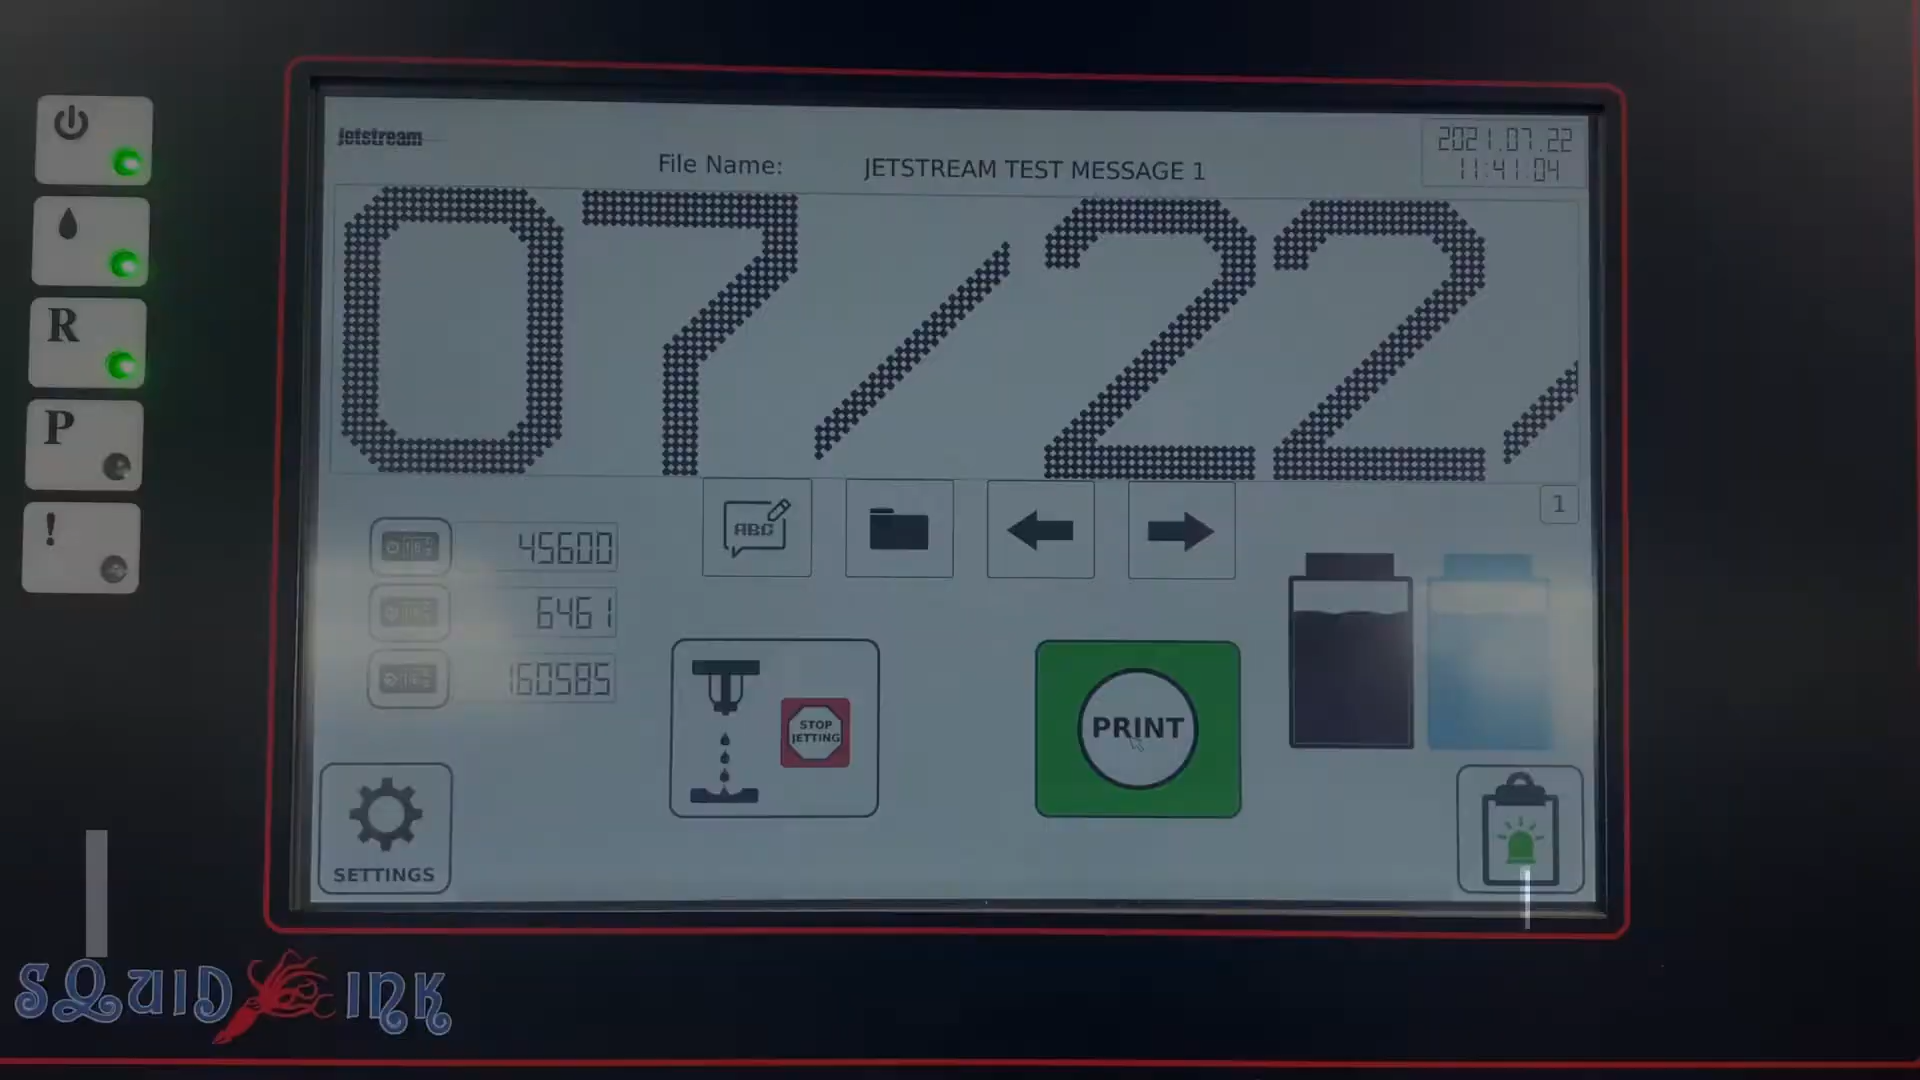 jetstream
File Name: JETSTREAM TEST MESSAGE 1
2021.07.22
11:41:04
07/22/
R
P
!
ABC
1
45600
6461
160585
STOP
JETTING
PRINT
SETTINGS
SQUID INK